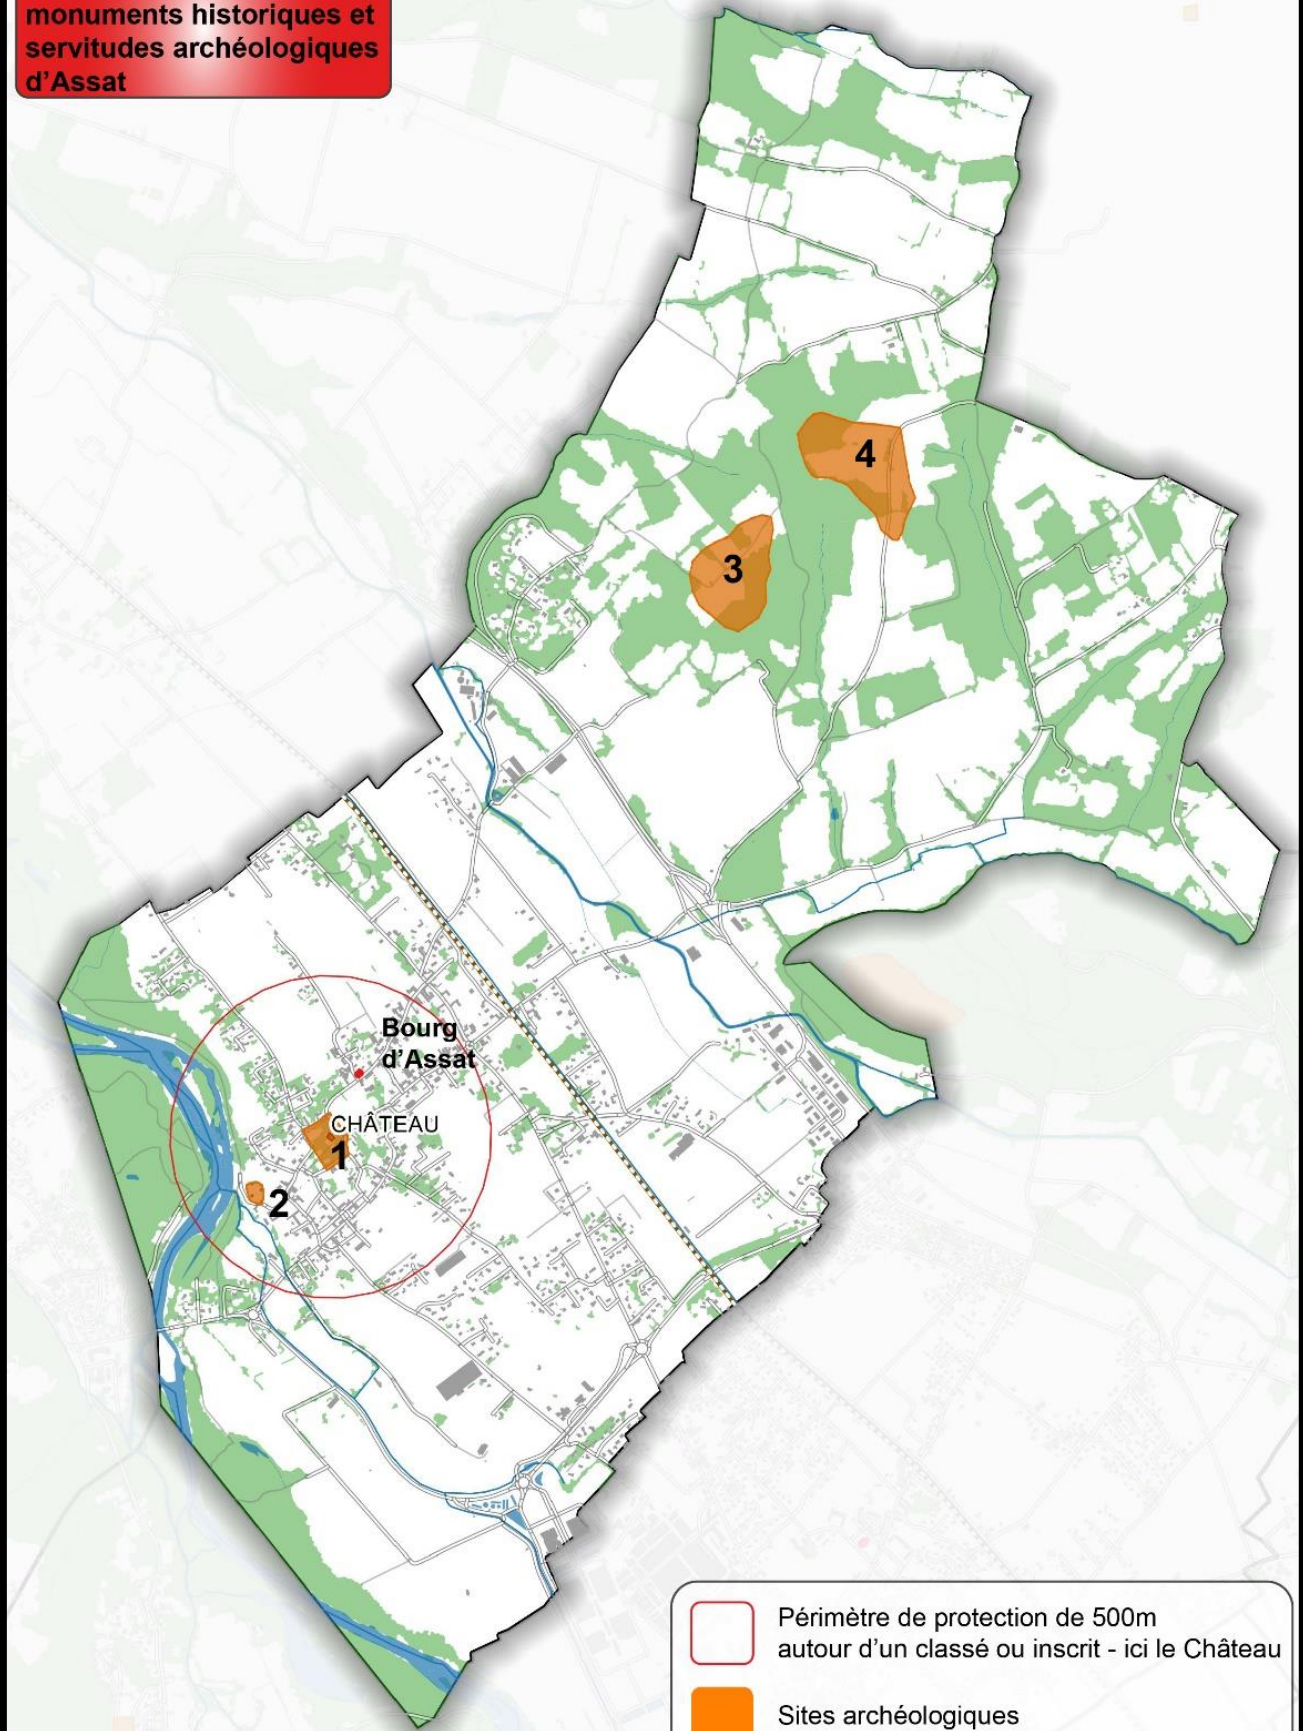 monuments historiques et
servitudes archéologiques
d’Assat
4
3
Bourg
d’Assat
CHÂTEAU
1
2
Périmètre de protection de 500m
autour d’un classé ou inscrit - ici le Château
Sites archéologiques